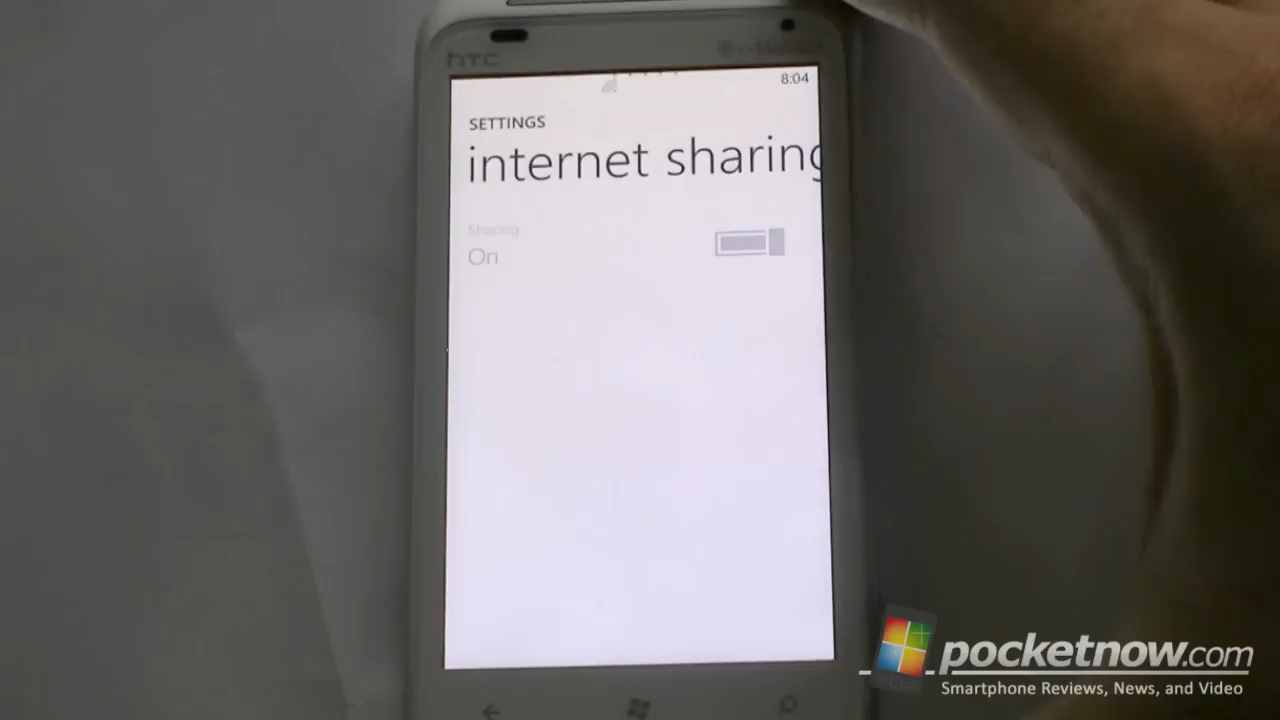 hTC
8:04
SETTINGS
internet sharing
Sharing
On
pocketnow.com
Smartphone Reviews, News, and Video